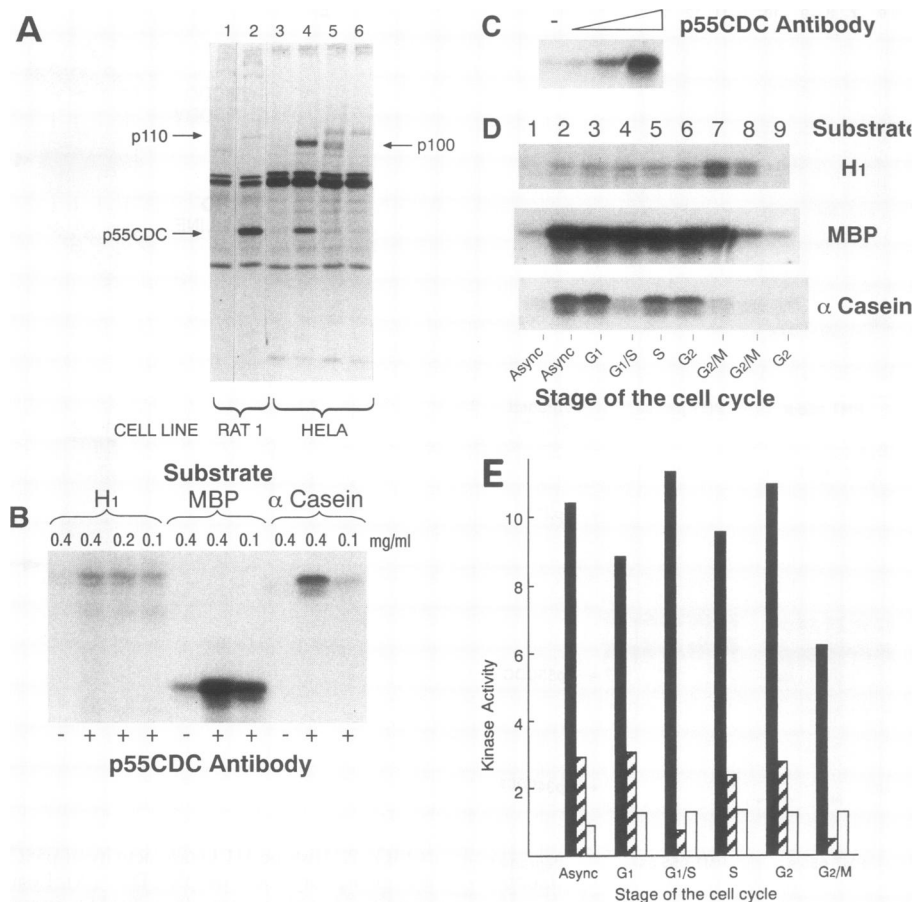 A
1 2 3 4 5 6
p110
p100
p55CDC
CELL LINE RAT 1 HELA
B
Substrate
H1 MBP α Casein
0.4 0.4 0.2 0.1 0.4 0.4 0.1 0.4 0.4 0.1 mg/ml
- + + + - + + - + +
p55CDC Antibody
C
- p55CDC Antibody
D
1 2 3 4 5 6 7 8 9 Substrate
H1
MBP
α Casein
Async Async G1 G1/S S G2 G2/M G2/M G2
Stage of the cell cycle
E
Kinase Activity
10
8
6
4
2
Async G1 G1/S S G2 G2/M
Stage of the cell cycle